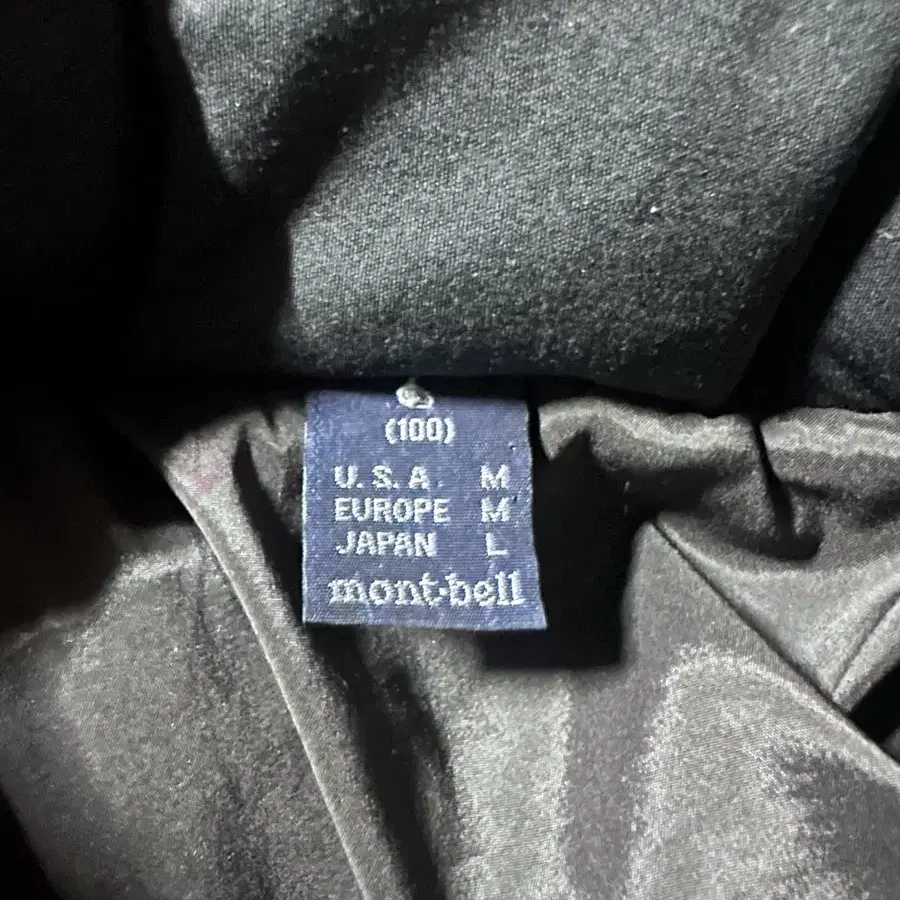 (100)
U.S.A. M
EUROPE M
JAPAN L
mont·bell